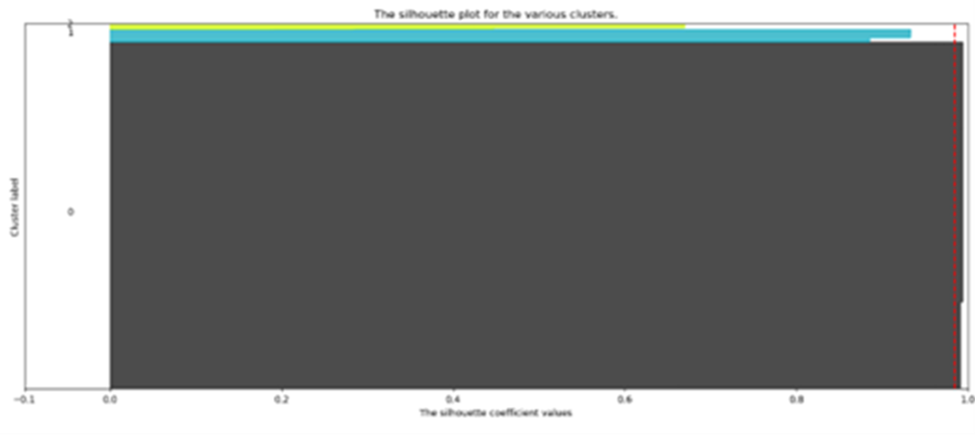 The silhouette plot for the various clusters.
2
1
0
Cluster label
−0.1 0.0 0.2 0.4 0.6 0.8 1.0
The silhouette coefficient values